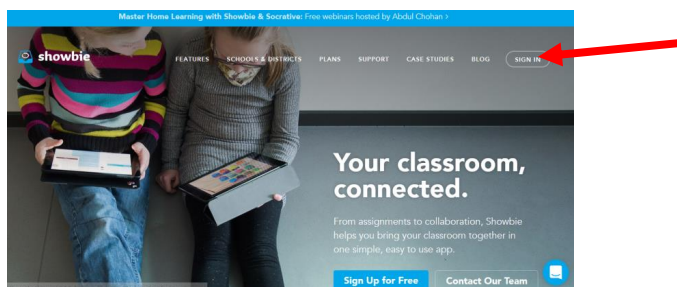 Master Home Learning with Showbie & Socrative: Free webinars hosted by Abdul Chohan >
showbie
FEATURES SCHOOLS & DISTRICTS PLANS SUPPORT CASE STUDIES BLOG SIGN IN
Your classroom,
connected.
From assignments to collaboration, Showbie
helps you bring your classroom together in
one simple, easy to use app.
Sign Up for Free Contact Our Team